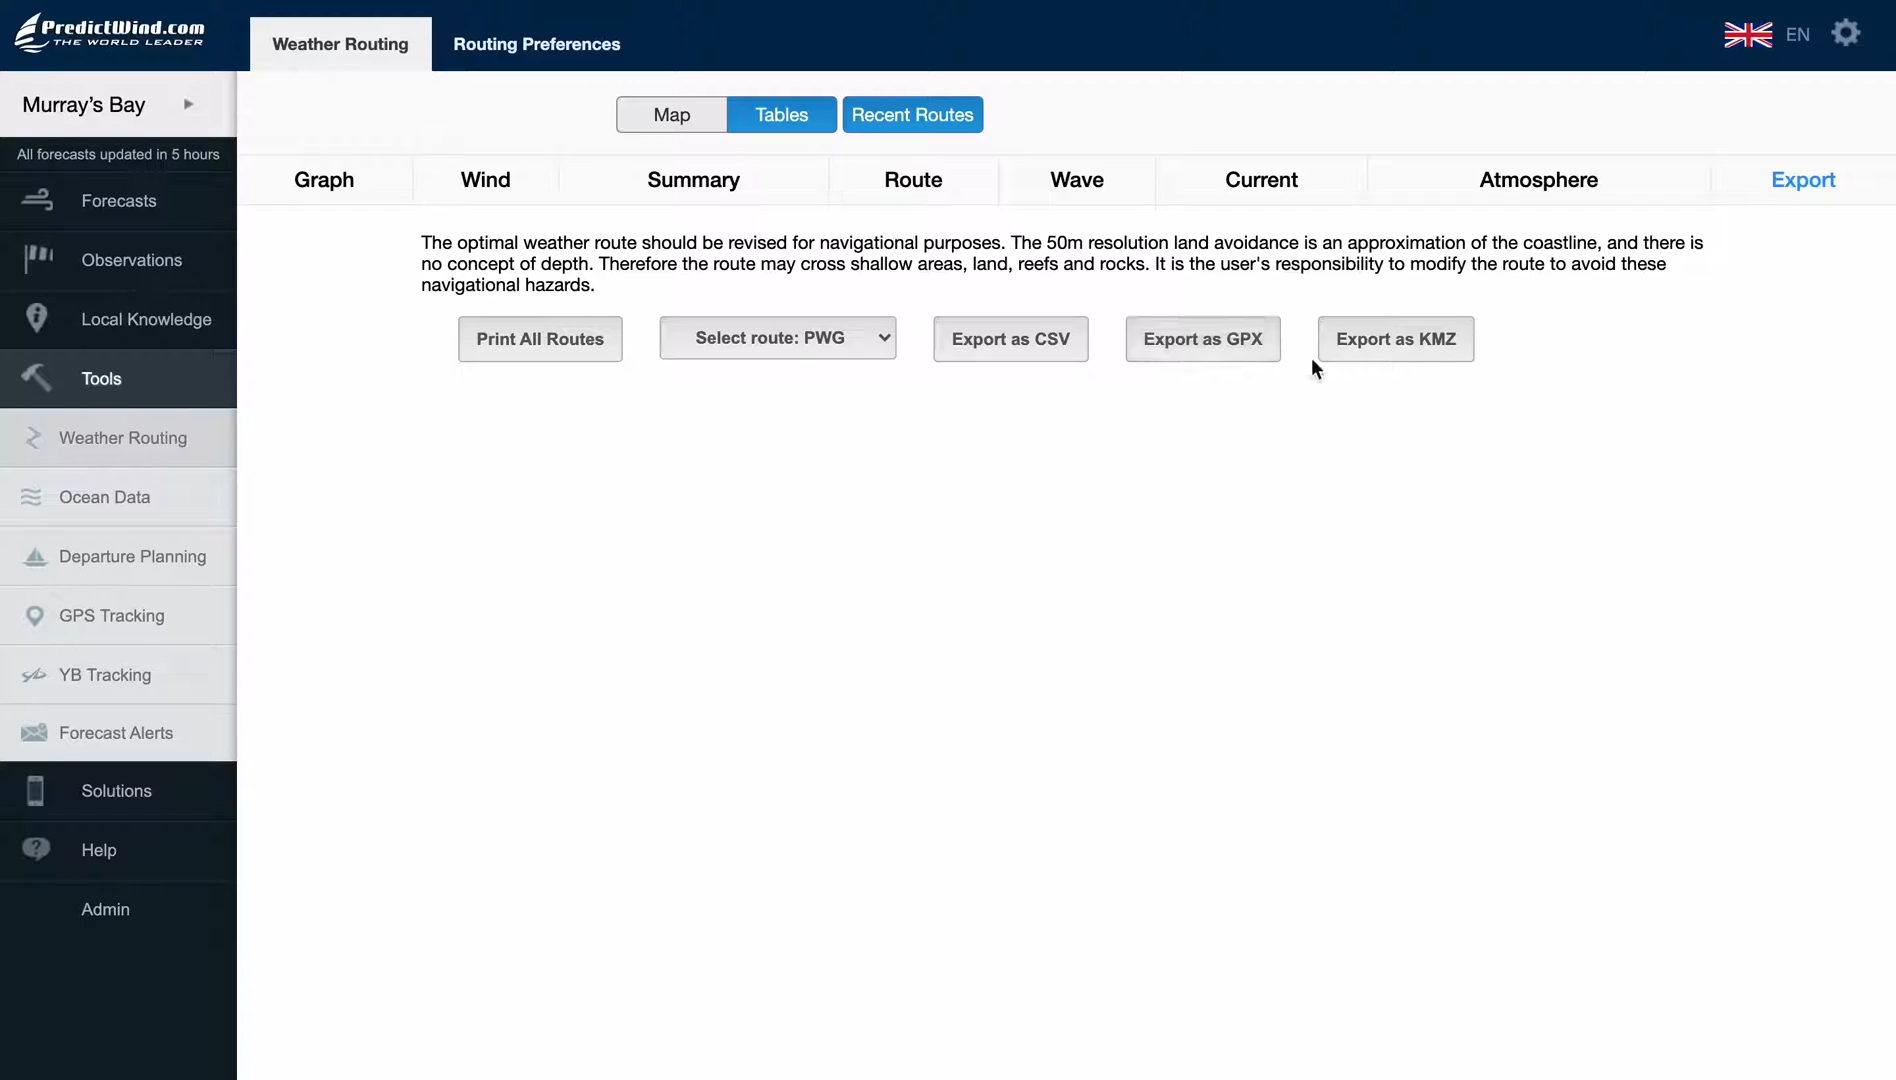 PredictWind.com
THE WORLD LEADER
Weather Routing
Routing Preferences
EN
Murray's Bay
Map
Tables
Recent Routes
All forecasts updated in 5 hours
Graph
Wind
Summary
Route
Wave
Current
Atmosphere
Export
Forecasts
Observations
Local Knowledge
Tools
Weather Routing
Ocean Data
Departure Planning
GPS Tracking
YB Tracking
Forecast Alerts
Solutions
Help
Admin
The optimal weather route should be revised for navigational purposes. The 50m resolution land avoidance is an approximation of the coastline, and there is
no concept of depth. Therefore the route may cross shallow areas, land, reefs and rocks. It is the user's responsibility to modify the route to avoid these
navigational hazards.
Print All Routes
Select route: PWG
Export as CSV
Export as GPX
Export as KMZ